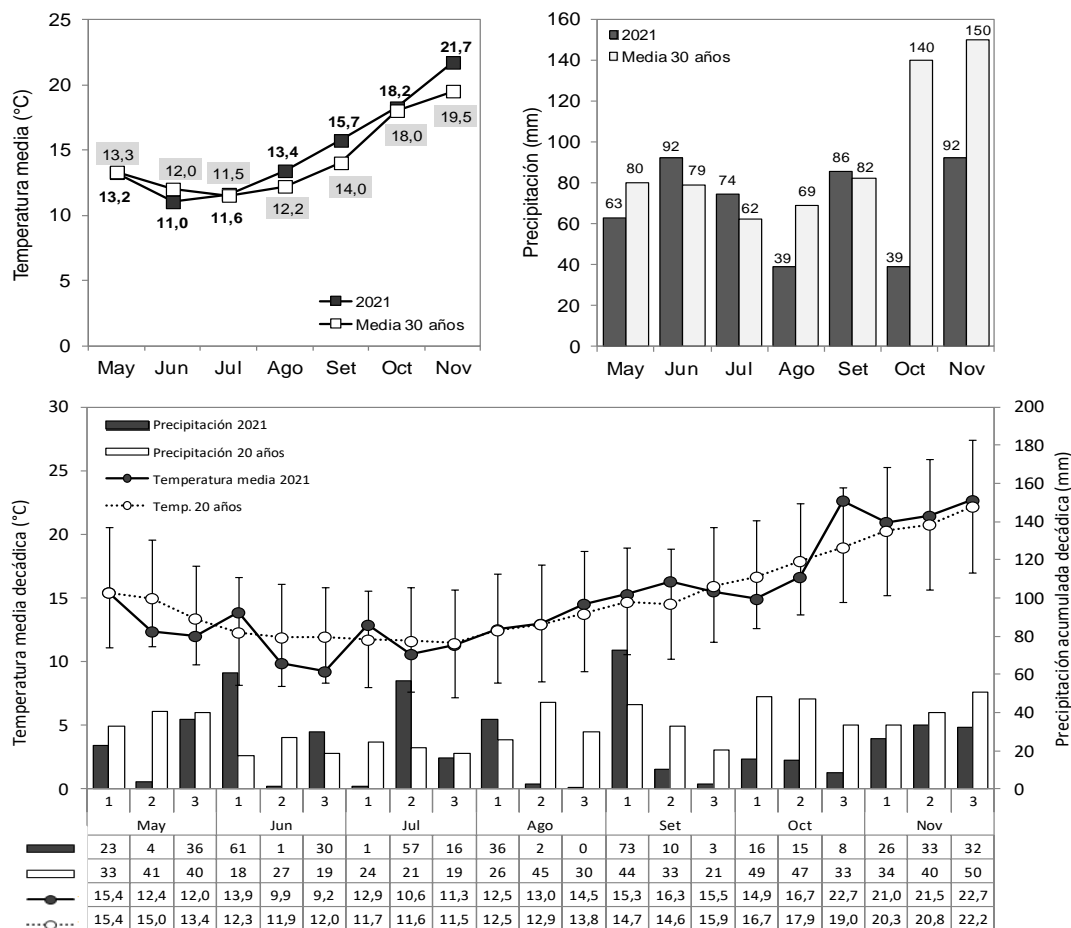 Temperatura media (°C)
25
20
15
10
5
0
13,3
12,0
11,5
13,4
15,7
18,2
21,7
13,2
11,0
11,6
12,2
14,0
18,0
19,5
2021
Media 30 años
May Jun Jul Ago Set Oct Nov
Precipitación (mm)
160
140
120
100
80
60
40
20
0
2021
Media 30 años
63 80 92 79 74 62 39 69 86 82 39 140 92 150
May Jun Jul Ago Set Oct Nov
Temperatura media decádica (°C)
30
25
20
15
10
5
0
Precipitación 2021
Precipitación 20 años
Temperatura media 2021
Temp. 20 años
Precipitación acumulada decádica (mm)
200
180
160
140
120
100
80
60
40
20
0
1 2 3 1 2 3 1 2 3 1 2 3 1 2 3 1 2 3 1 2 3
May Jun Jul Ago Set Oct Nov
23 4 36 61 1 30 1 57 16 36 2 0 73 10 3 16 15 8 26 33 32
33 41 40 18 27 19 24 21 19 26 45 30 44 33 21 49 47 33 34 40 50
15,4 12,4 12,0 13,9 9,9 9,2 12,9 10,6 11,3 12,5 13,0 14,5 15,3 16,3 15,5 14,9 16,7 22,7 21,0 21,5 22,7
15,4 15,0 13,4 12,3 11,9 12,0 11,7 11,6 11,5 12,5 12,9 13,8 14,7 14,6 15,9 16,7 17,9 19,0 20,3 20,8 22,2